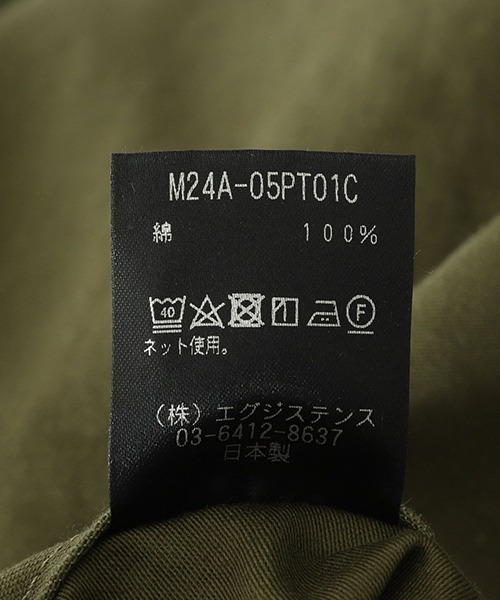 M24A-05PT01C
綿 100%
40 F
ネット使用。
(株)エグジステンス
03-6412-8637
日本製